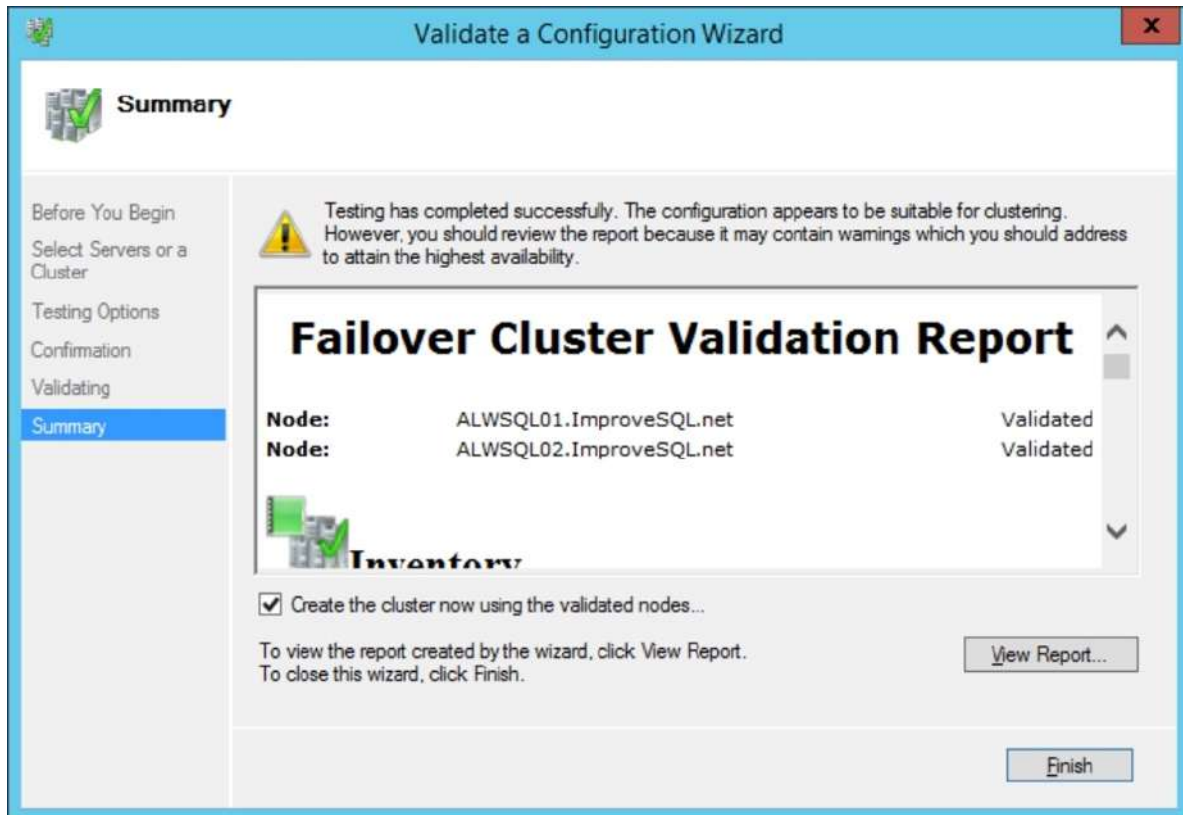 Validate a Configuration Wizard
x
Summary
Before You Begin
Select Servers or a
Cluster
Testing Options
Confirmation
Validating
Summary
Testing has completed successfully. The configuration appears to be suitable for clustering.
However, you should review the report because it may contain warnings which you should address
to attain the highest availability.
Failover Cluster Validation Report
Node: ALWSQL01.ImproveSQL.net Validated
Node: ALWSQL02.ImproveSQL.net Validated
Inventory
Create the cluster now using the validated nodes...
To view the report created by the wizard, click View Report.
To close this wizard, click Finish.
View Report...
Finish